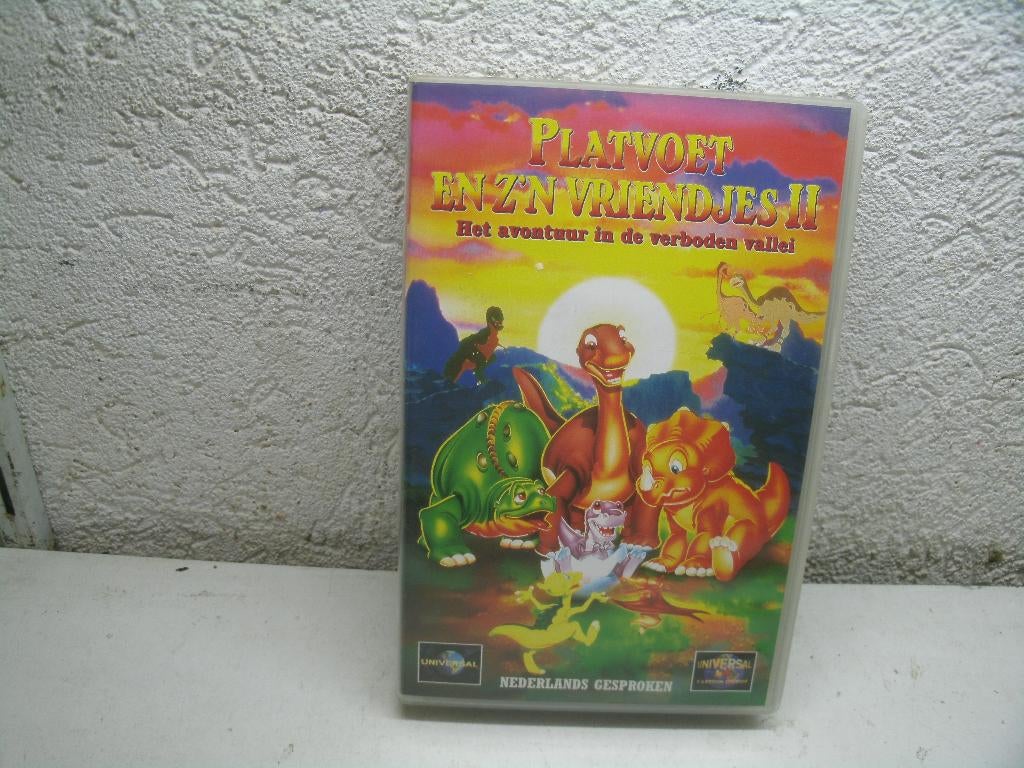 PLATVOET
EN Z'N VRIENDJES II
Het avontuur in de verboden vallei
UNIVERSAL
NEDERLANDS GESPROKEN
UNIVERSAL